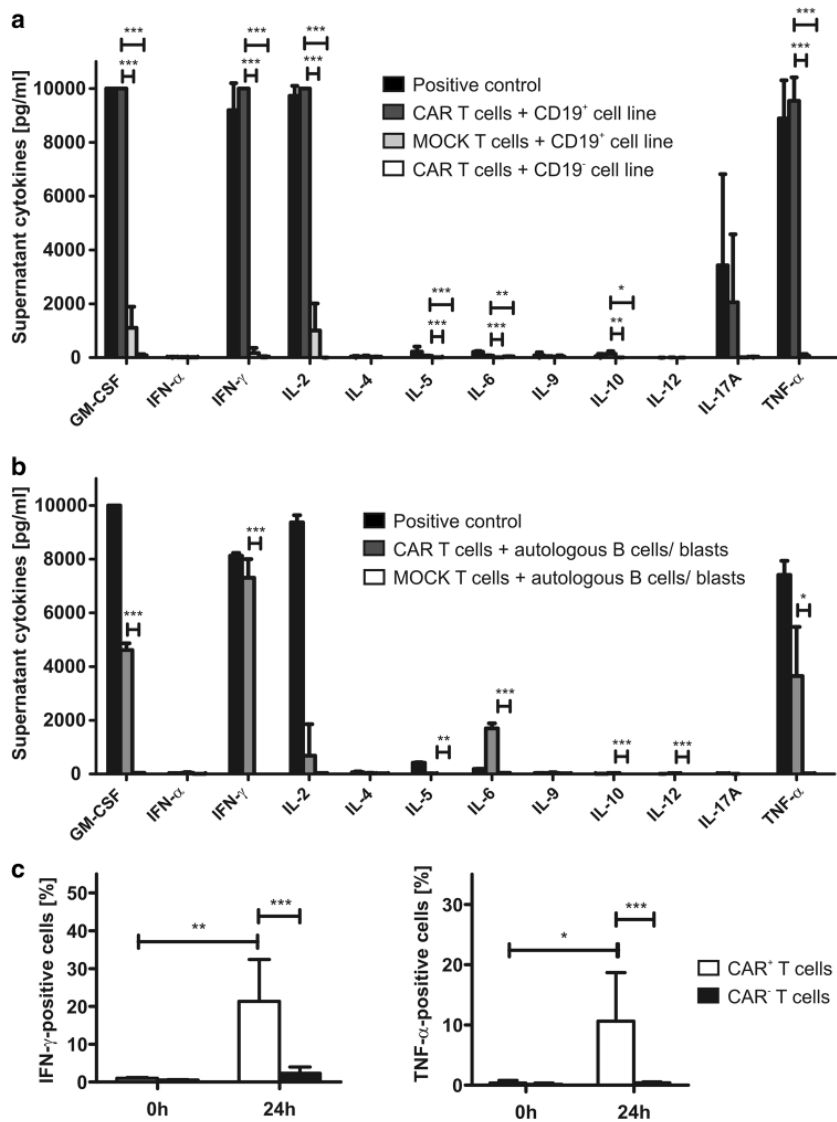 a
*** *** *** ***
*** *** *** ***
Supernatant cytokines [pg/ml]
10000
8000
6000
4000
2000
0
Positive control
CAR T cells + CD19⁺ cell line
MOCK T cells + CD19⁺ cell line
CAR T cells + CD19⁻ cell line
*** ** *
*** *** **
GM-CSF IFN-α IFN-γ IL-2 IL-4 IL-5 IL-6 IL-9 IL-10 IL-12 IL-17A TNF-α
b
Supernatant cytokines [pg/ml]
10000
8000
6000
4000
2000
0
Positive control
CAR T cells + autologous B cells/ blasts
MOCK T cells + autologous B cells/ blasts
*** *** ** *** *** *** *
GM-CSF IFN-α IFN-γ IL-2 IL-4 IL-5 IL-6 IL-9 IL-10 IL-12 IL-17A TNF-α
c
IFN-γ-positive cells [%]
50
40
30
20
10
0
** ***
0h 24h
TNF-α-positive cells [%]
30
20
10
0
* ***
0h 24h
CAR⁺ T cells
CAR⁻ T cells